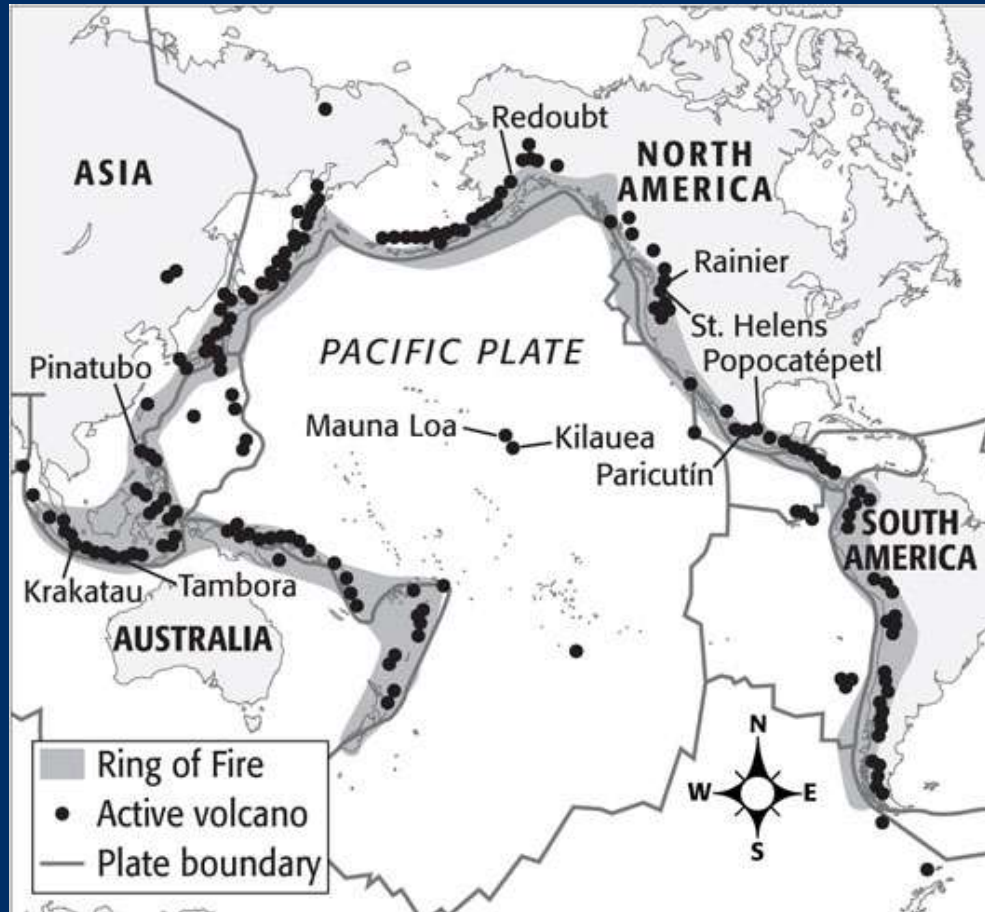 Redoubt
ASIA
NORTH
AMERICA
Rainier
St. Helens
PACIFIC PLATE
Popocatépetl
Pinatubo
Mauna Loa
Kilauea
Paricutín
SOUTH
AMERICA
Krakatau
Tambora
AUSTRALIA
Ring of Fire
Active volcano
Plate boundary
N
W
E
S